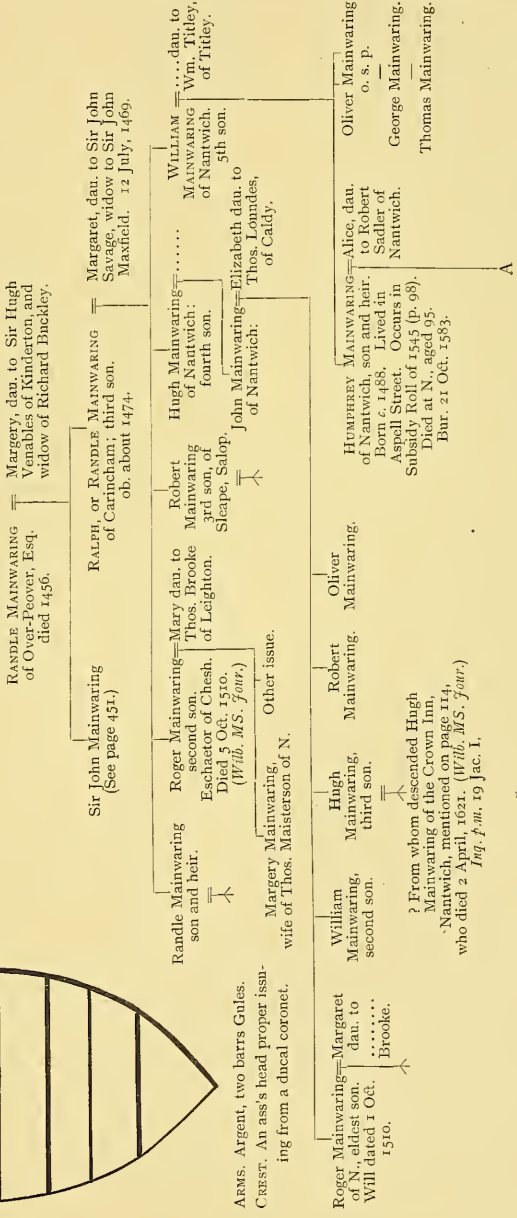 RANDLE MAINWARING
of Over-Peover, Esq.
died 1456.
Margery, dau. to Sir Hugh
Venables of Kinderton, and
widow of Richard Buckley.
Sir John Mainwaring
(See page 451.)
RALPH, or RANDLE MAINWARING
of Carincham; third son.
ob. about 1474.
Margaret, dau. to Sir John
Savage, widow to Sir John
Maxfield. 12 July, 1469.
Randle Mainwaring
son and heir.
Roger Mainwaring
second son.
Eschaetor of Chesh.
Died 5 Oct. 1510.
(Wilb. MS. Jour.)
Mary dau. to
Thos. Brooke
of Leighton.
Robert
Mainwaring
3rd son, of
Sleape, Salop.
Hugh Mainwaring
of Nantwich:
fourth son.
.......
WILLIAM
MAINWARING
of Nantwich.
5th son.
....dau. to
Wm. Titley,
of Titley.
Margery Mainwaring,
wife of Thos. Maisterson of N.
Other issue.
John Mainwaring
of Nantwich:
Elizabeth dau. to
Thos. Loundes,
of Caldy.
ARMS. Argent, two barrs Gules.
CREST. An ass's head proper issu-
ing from a ducal coronet.
Roger Mainwaring
of N., eldest son.
Will dated 1 Oct.
1510.
Margaret
dau. to
........
Brooke.
William
Mainwaring,
second son.
Hugh
Mainwaring,
third son.
Robert
Mainwaring.
Oliver
Mainwaring.
HUMPHREY MAINWARING
of Nantwich, son and heir.
Born c. 1488. Lived in
Aspell Street. Occurs in
Subsidy Roll of 1545 (p. 98).
Died at N., aged 95.
Bur. 21 Oct. 1583.
Alice, dau.
to Robert
Sadler of
Nantwich.
Oliver Mainwaring
o. s. p.
George Mainwaring.
Thomas Mainwaring.
? From whom descended Hugh
Mainwaring of the Crown Inn,
Nantwich, mentioned on page 114,
who died 2 April, 1621. (Wilb. MS. Jour.)
Inq. p.m. 19 Jac. I.
A